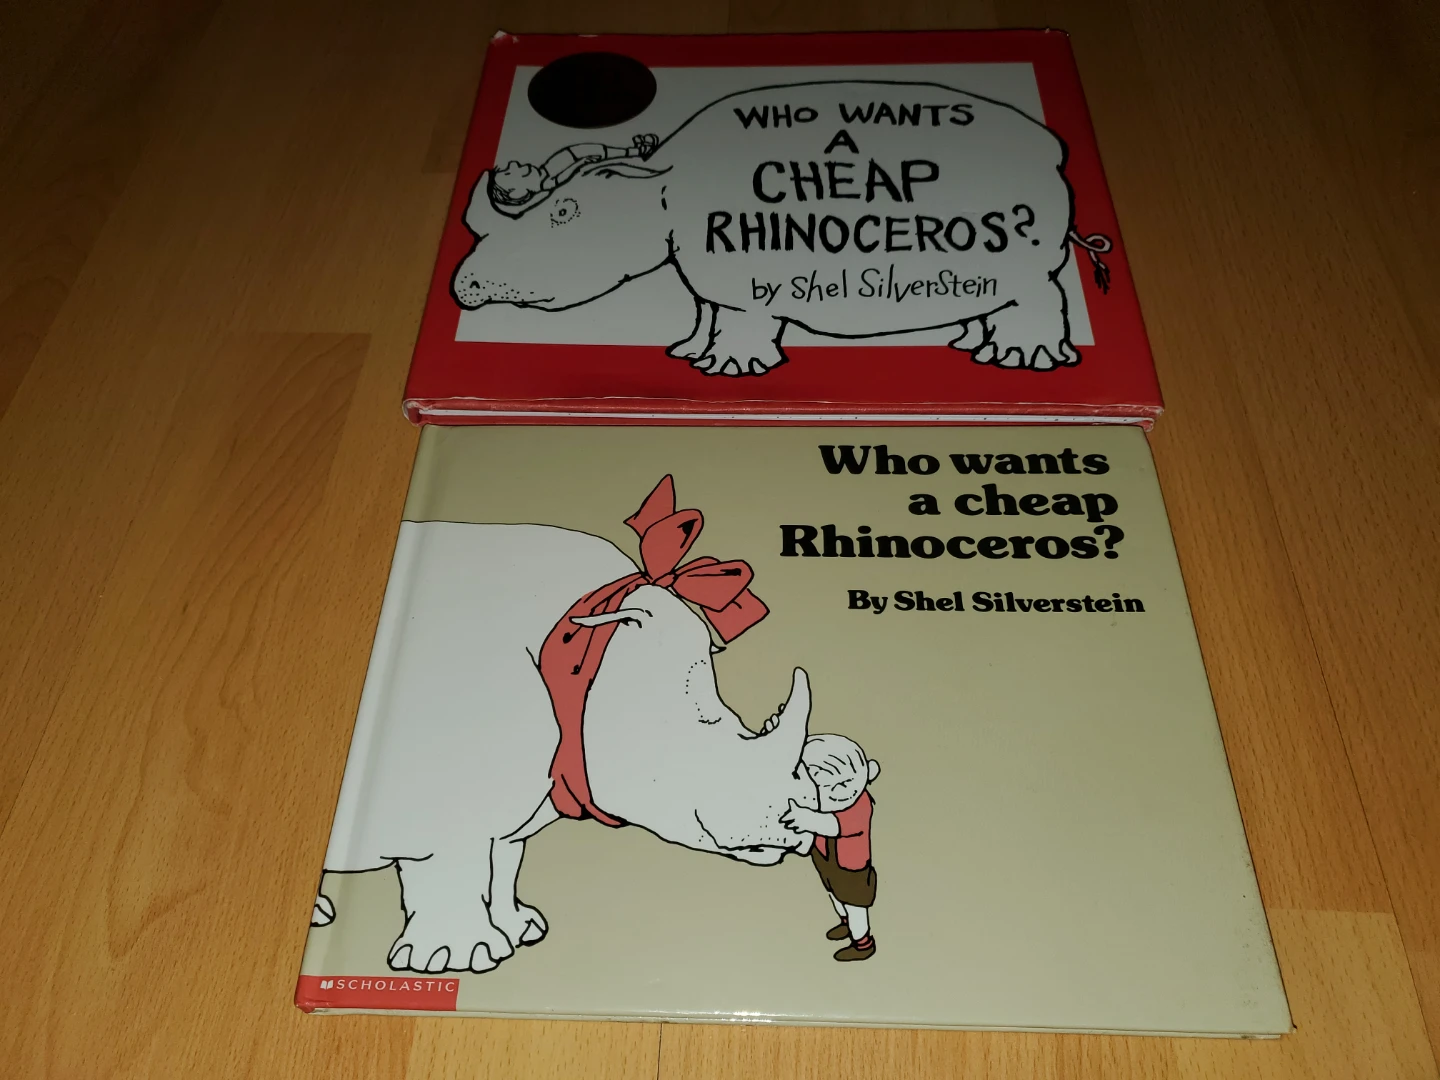 WHO WANTS
A
CHEAP
RHINOCEROS?
by Shel SilverStein
Who wants
a cheap
Rhinoceros?
By Shel Silverstein
SCHOLASTIC